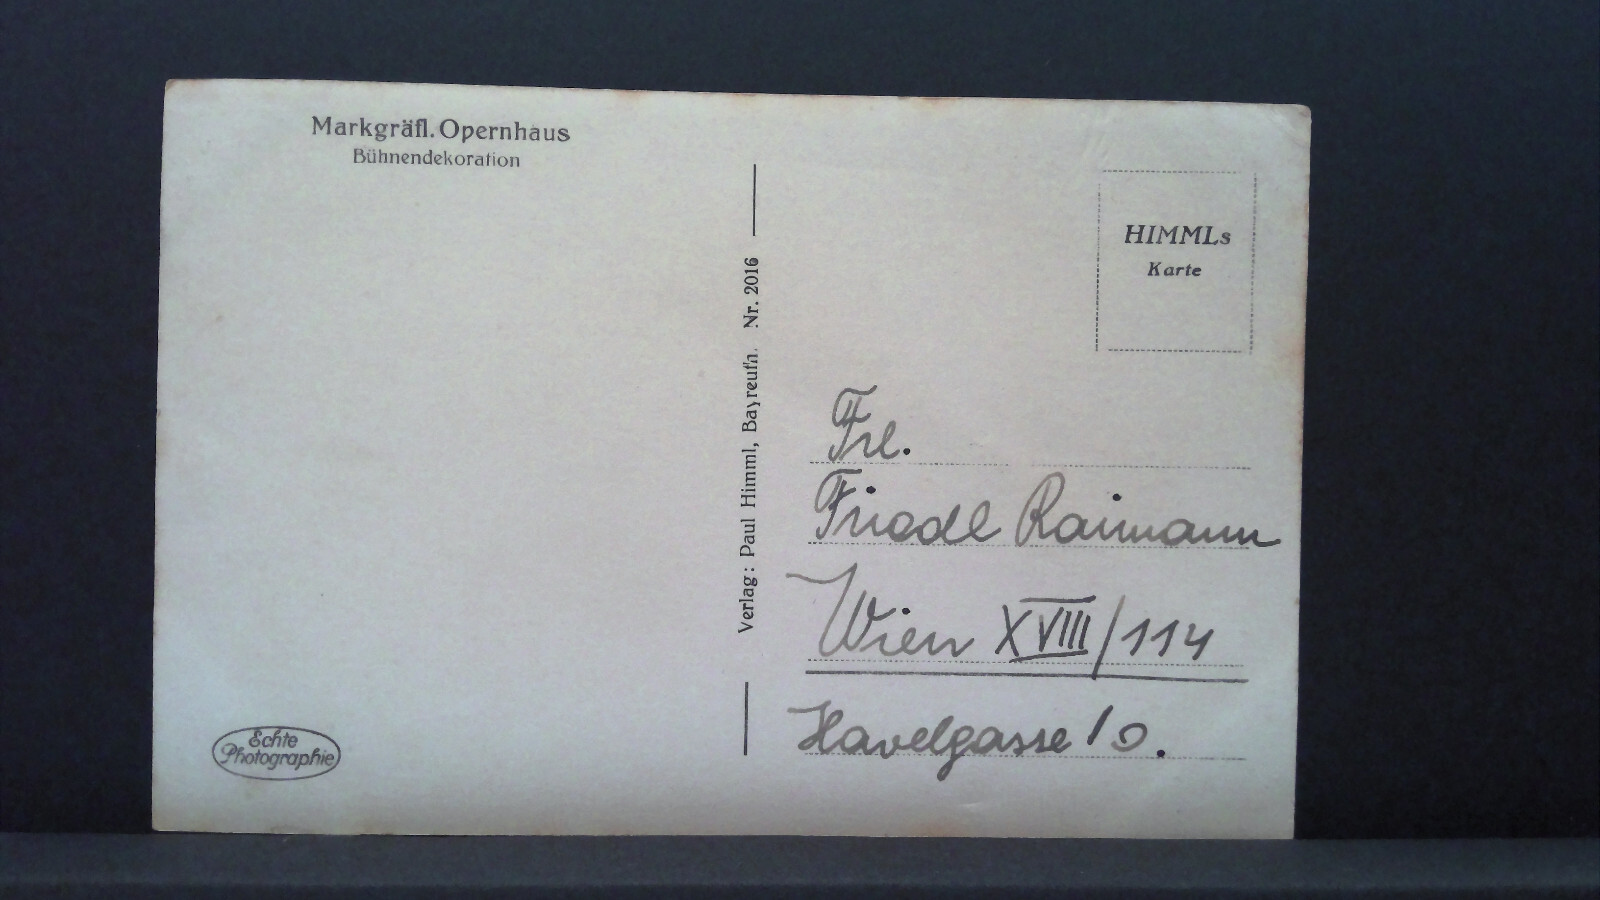 Markgräfl. Opernhaus
Bühnendekoration
Verlag: Paul Himml, Bayreuth. Nr. 2016
HIMMLs
Karte
Frl.
Friedl Raimann
Wien XVIII/114
Havelgasse 10.
Echte
Photographie